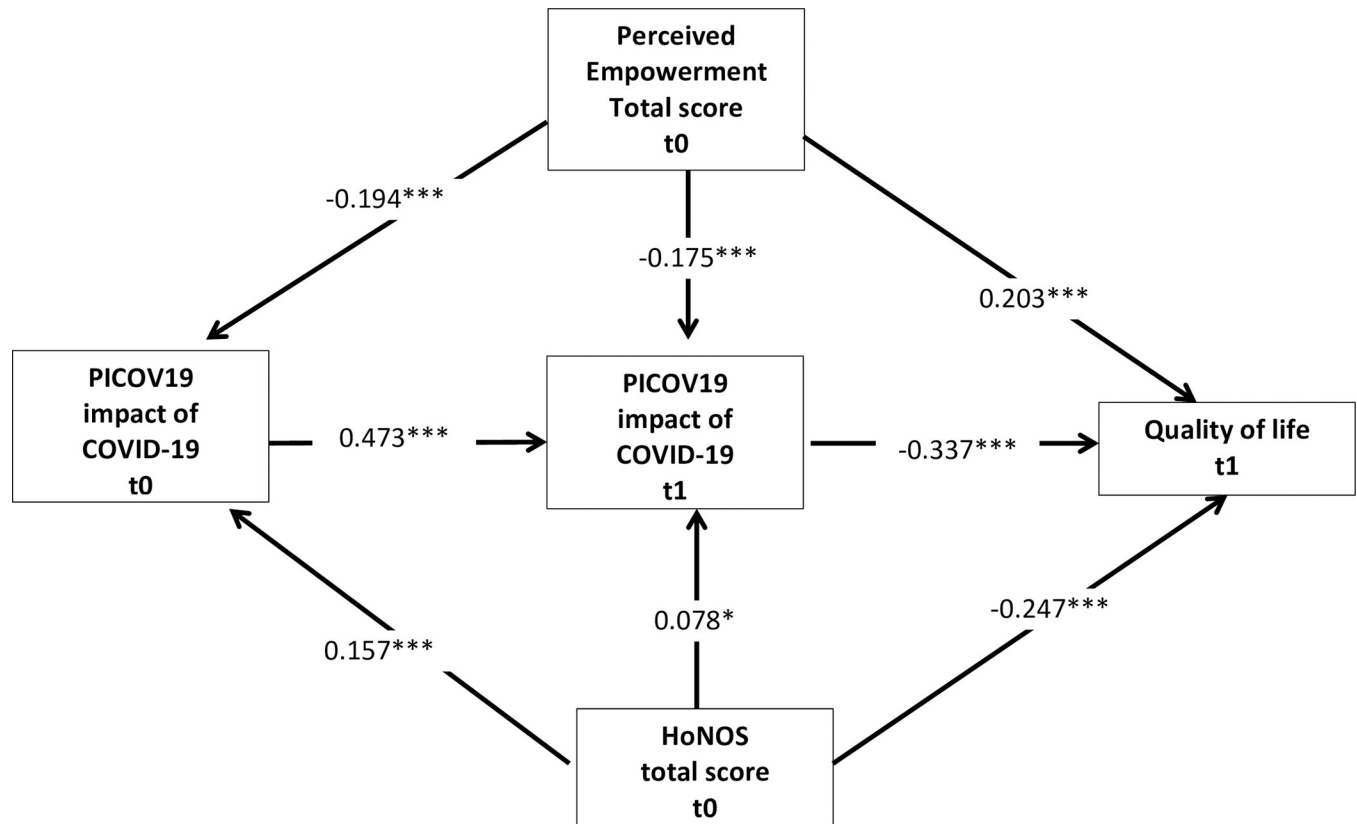 Perceived
Empowerment
Total score
t0
-0.194***
-0.175***
0.203***
PICOV19
impact of
COVID-19
t0
0.473***
PICOV19
impact of
COVID-19
t1
-0.337***
Quality of life
t1
0.157***
0.078*
-0.247***
HoNOS
total score
t0